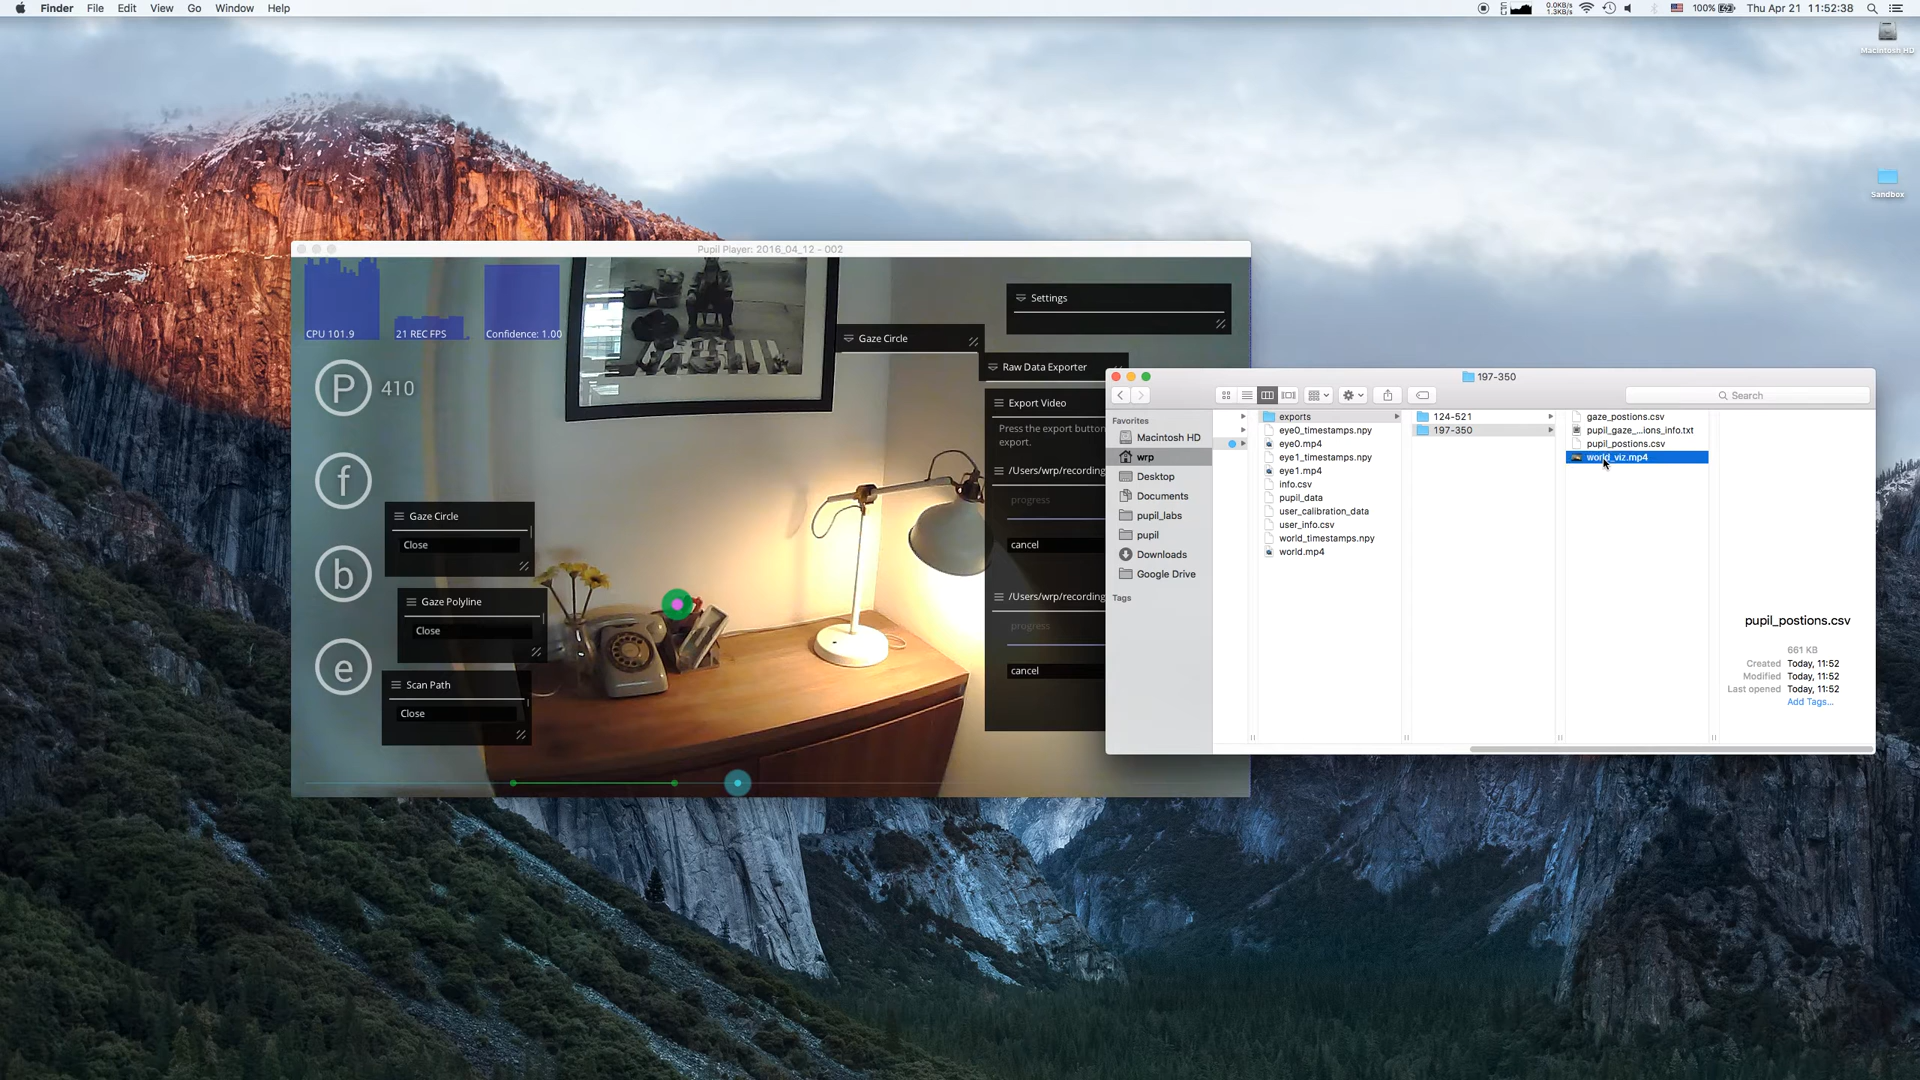 Finder File Edit View Go Window Help
0.0KB/s
1.3KB/s
100%
Thu Apr 21 11:52:38
Macintosh HD
Sandbox
Pupil Player: 2016_04_12 - 002
CPU 101.9
21 REC FPS
Confidence: 1.00
P 410
f
b
e
Gaze Circle
Close
Gaze Polyline
Close
Scan Path
Close
Settings
Gaze Circle
Raw Data Exporter
Export Video
Press the export button
export.
/Users/wrp/recording
progress
cancel
/Users/wrp/recording
progress
cancel
197-350
Search
Favorites
Macintosh HD
wrp
Desktop
Documents
pupil_labs
pupil
Downloads
Google Drive
Tags
exports
eye0_timestamps.npy
eye0.mp4
eye1_timestamps.npy
eye1.mp4
info.csv
pupil_data
user_calibration_data
user_info.csv
world_timestamps.npy
world.mp4
124-521
197-350
gaze_postions.csv
pupil_gaze_...ions_info.txt
pupil_postions.csv
world_viz.mp4
pupil_postions.csv
661 KB
Created Today, 11:52
Modified Today, 11:52
Last opened Today, 11:52
Add Tags...